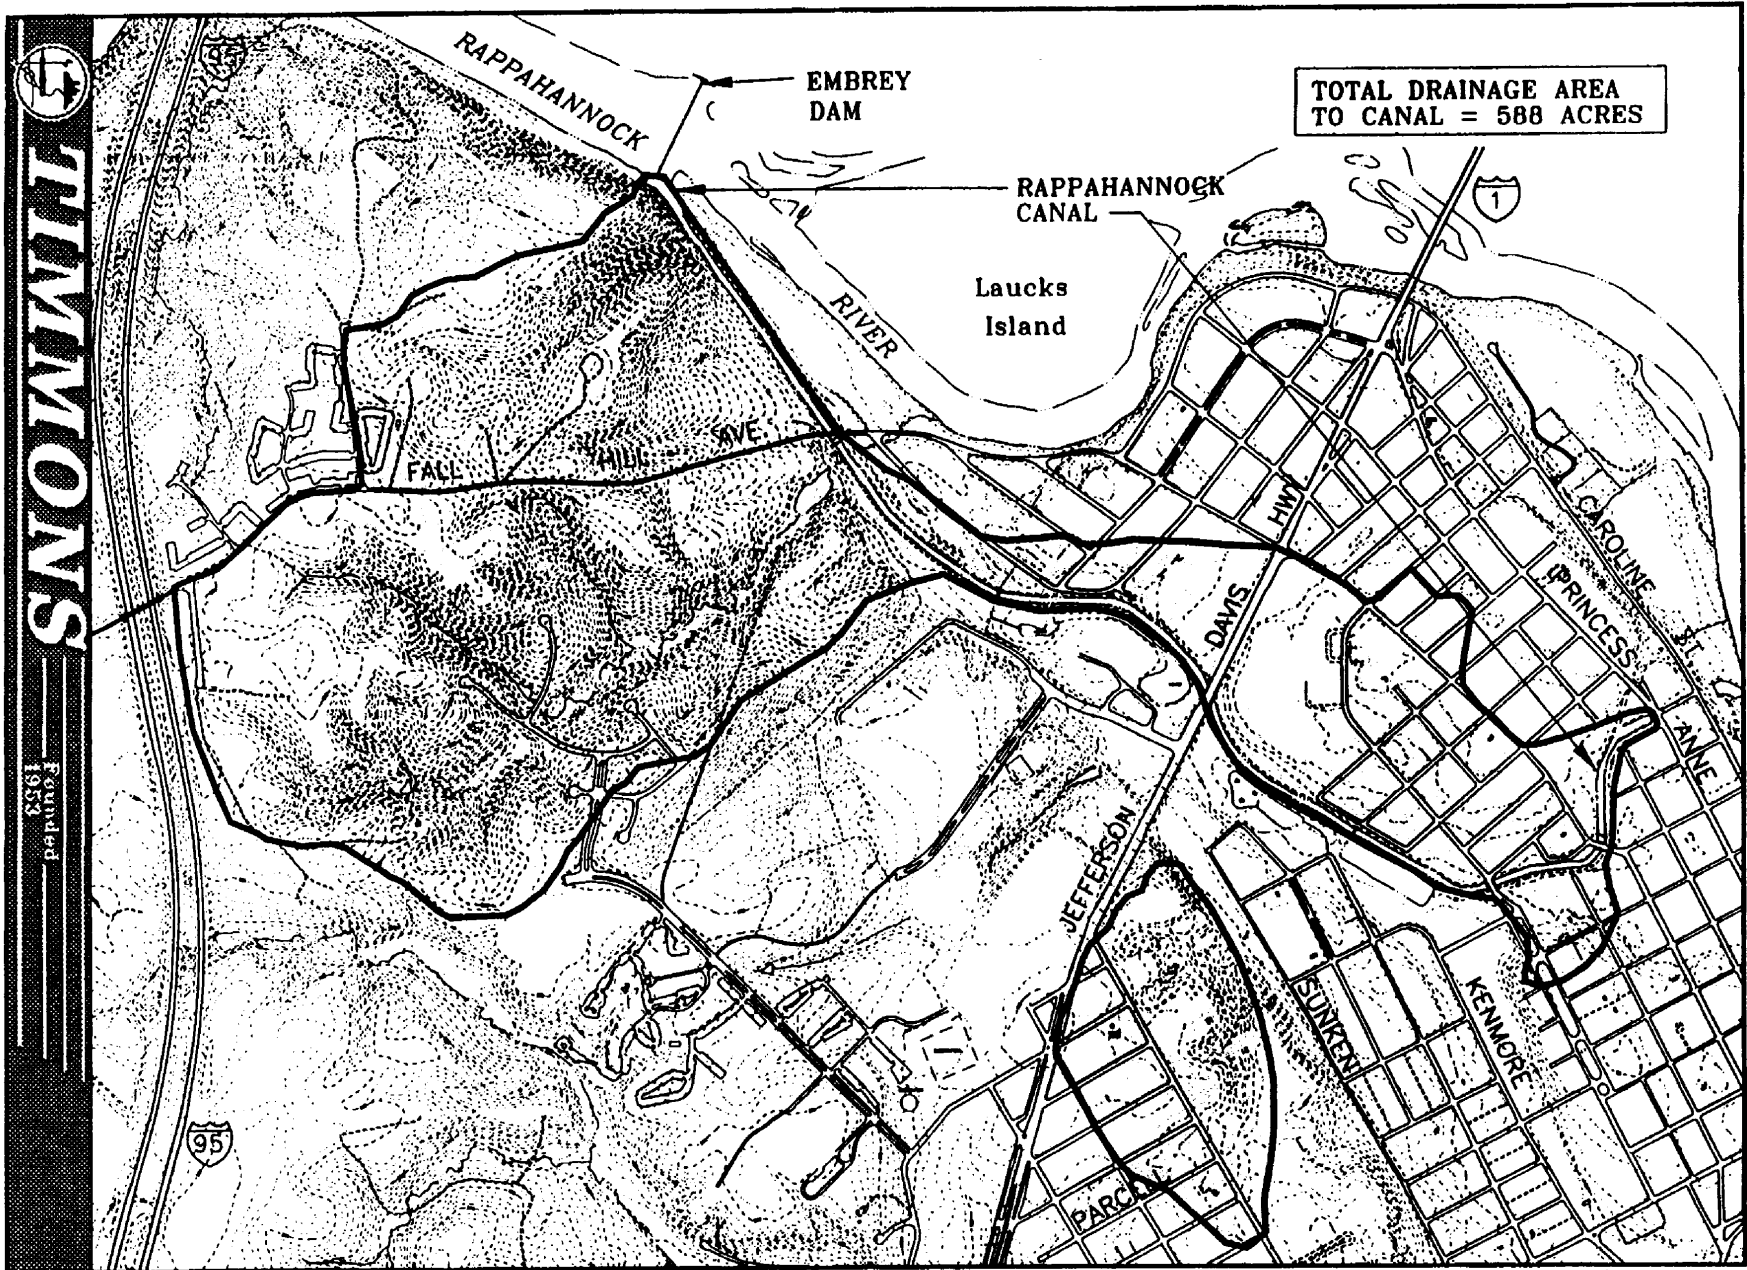 TIMMONS
Founded
1953
95
RAPPAHANNOCK
EMBREY
DAM
TOTAL DRAINAGE AREA
TO CANAL = 588 ACRES
RAPPAHANNOCK
CANAL
1
Laucks
Island
RIVER
FALL
HILL
AVE.
HWY
DAVIS
JEFFERSON
CAROLINE
ST.
PRINCESS
ANNE
SUNKEN
KENMORE
95